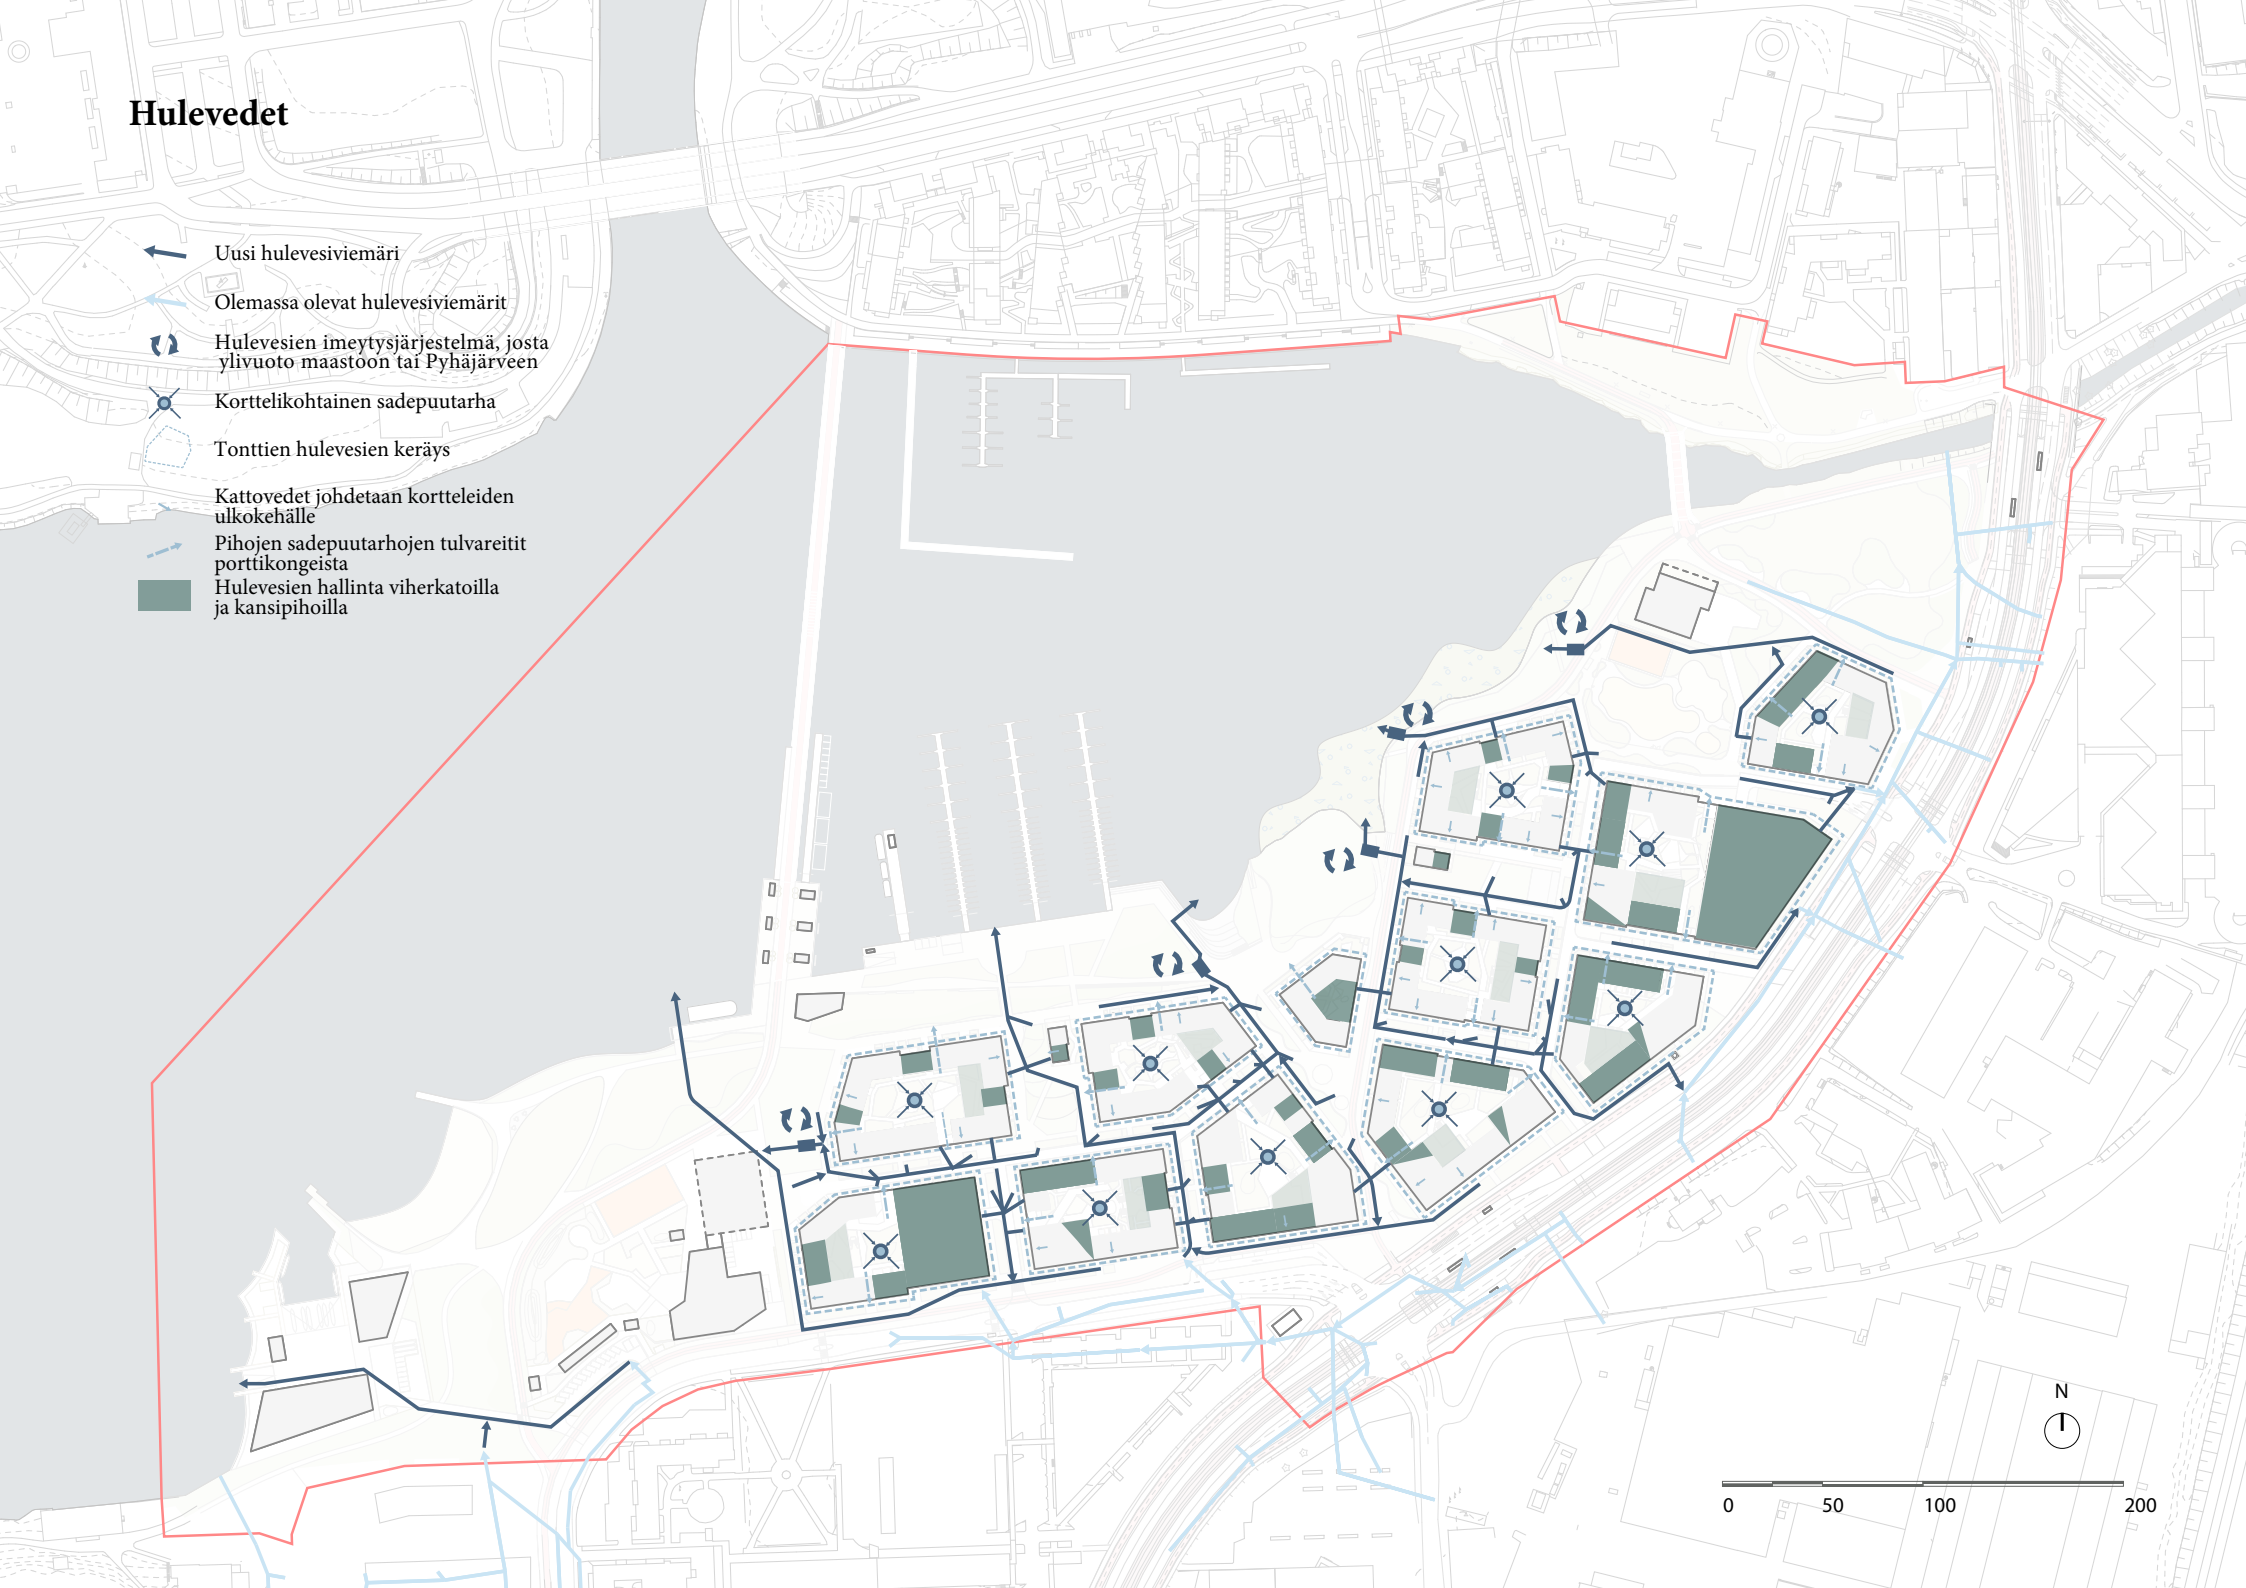 Hulevedet
Uusi hulevesiviemäri
Olemassa olevat hulevesiviemärit
Hulevesien imeytysjärjestelmä, josta
ylivuoto maastoon tai Pyhäjärveen
Korttelikohtainen sadepuutarha
Tonttien hulevesien keräys
Kattovedet johdetaan kortteleiden
ulkokehälle
Pihojen sadepuutarhojen tulvareitit
porttikongeista
Hulevesien hallinta viherkatoilla
ja kansipihoilla
N
0 50 100 200